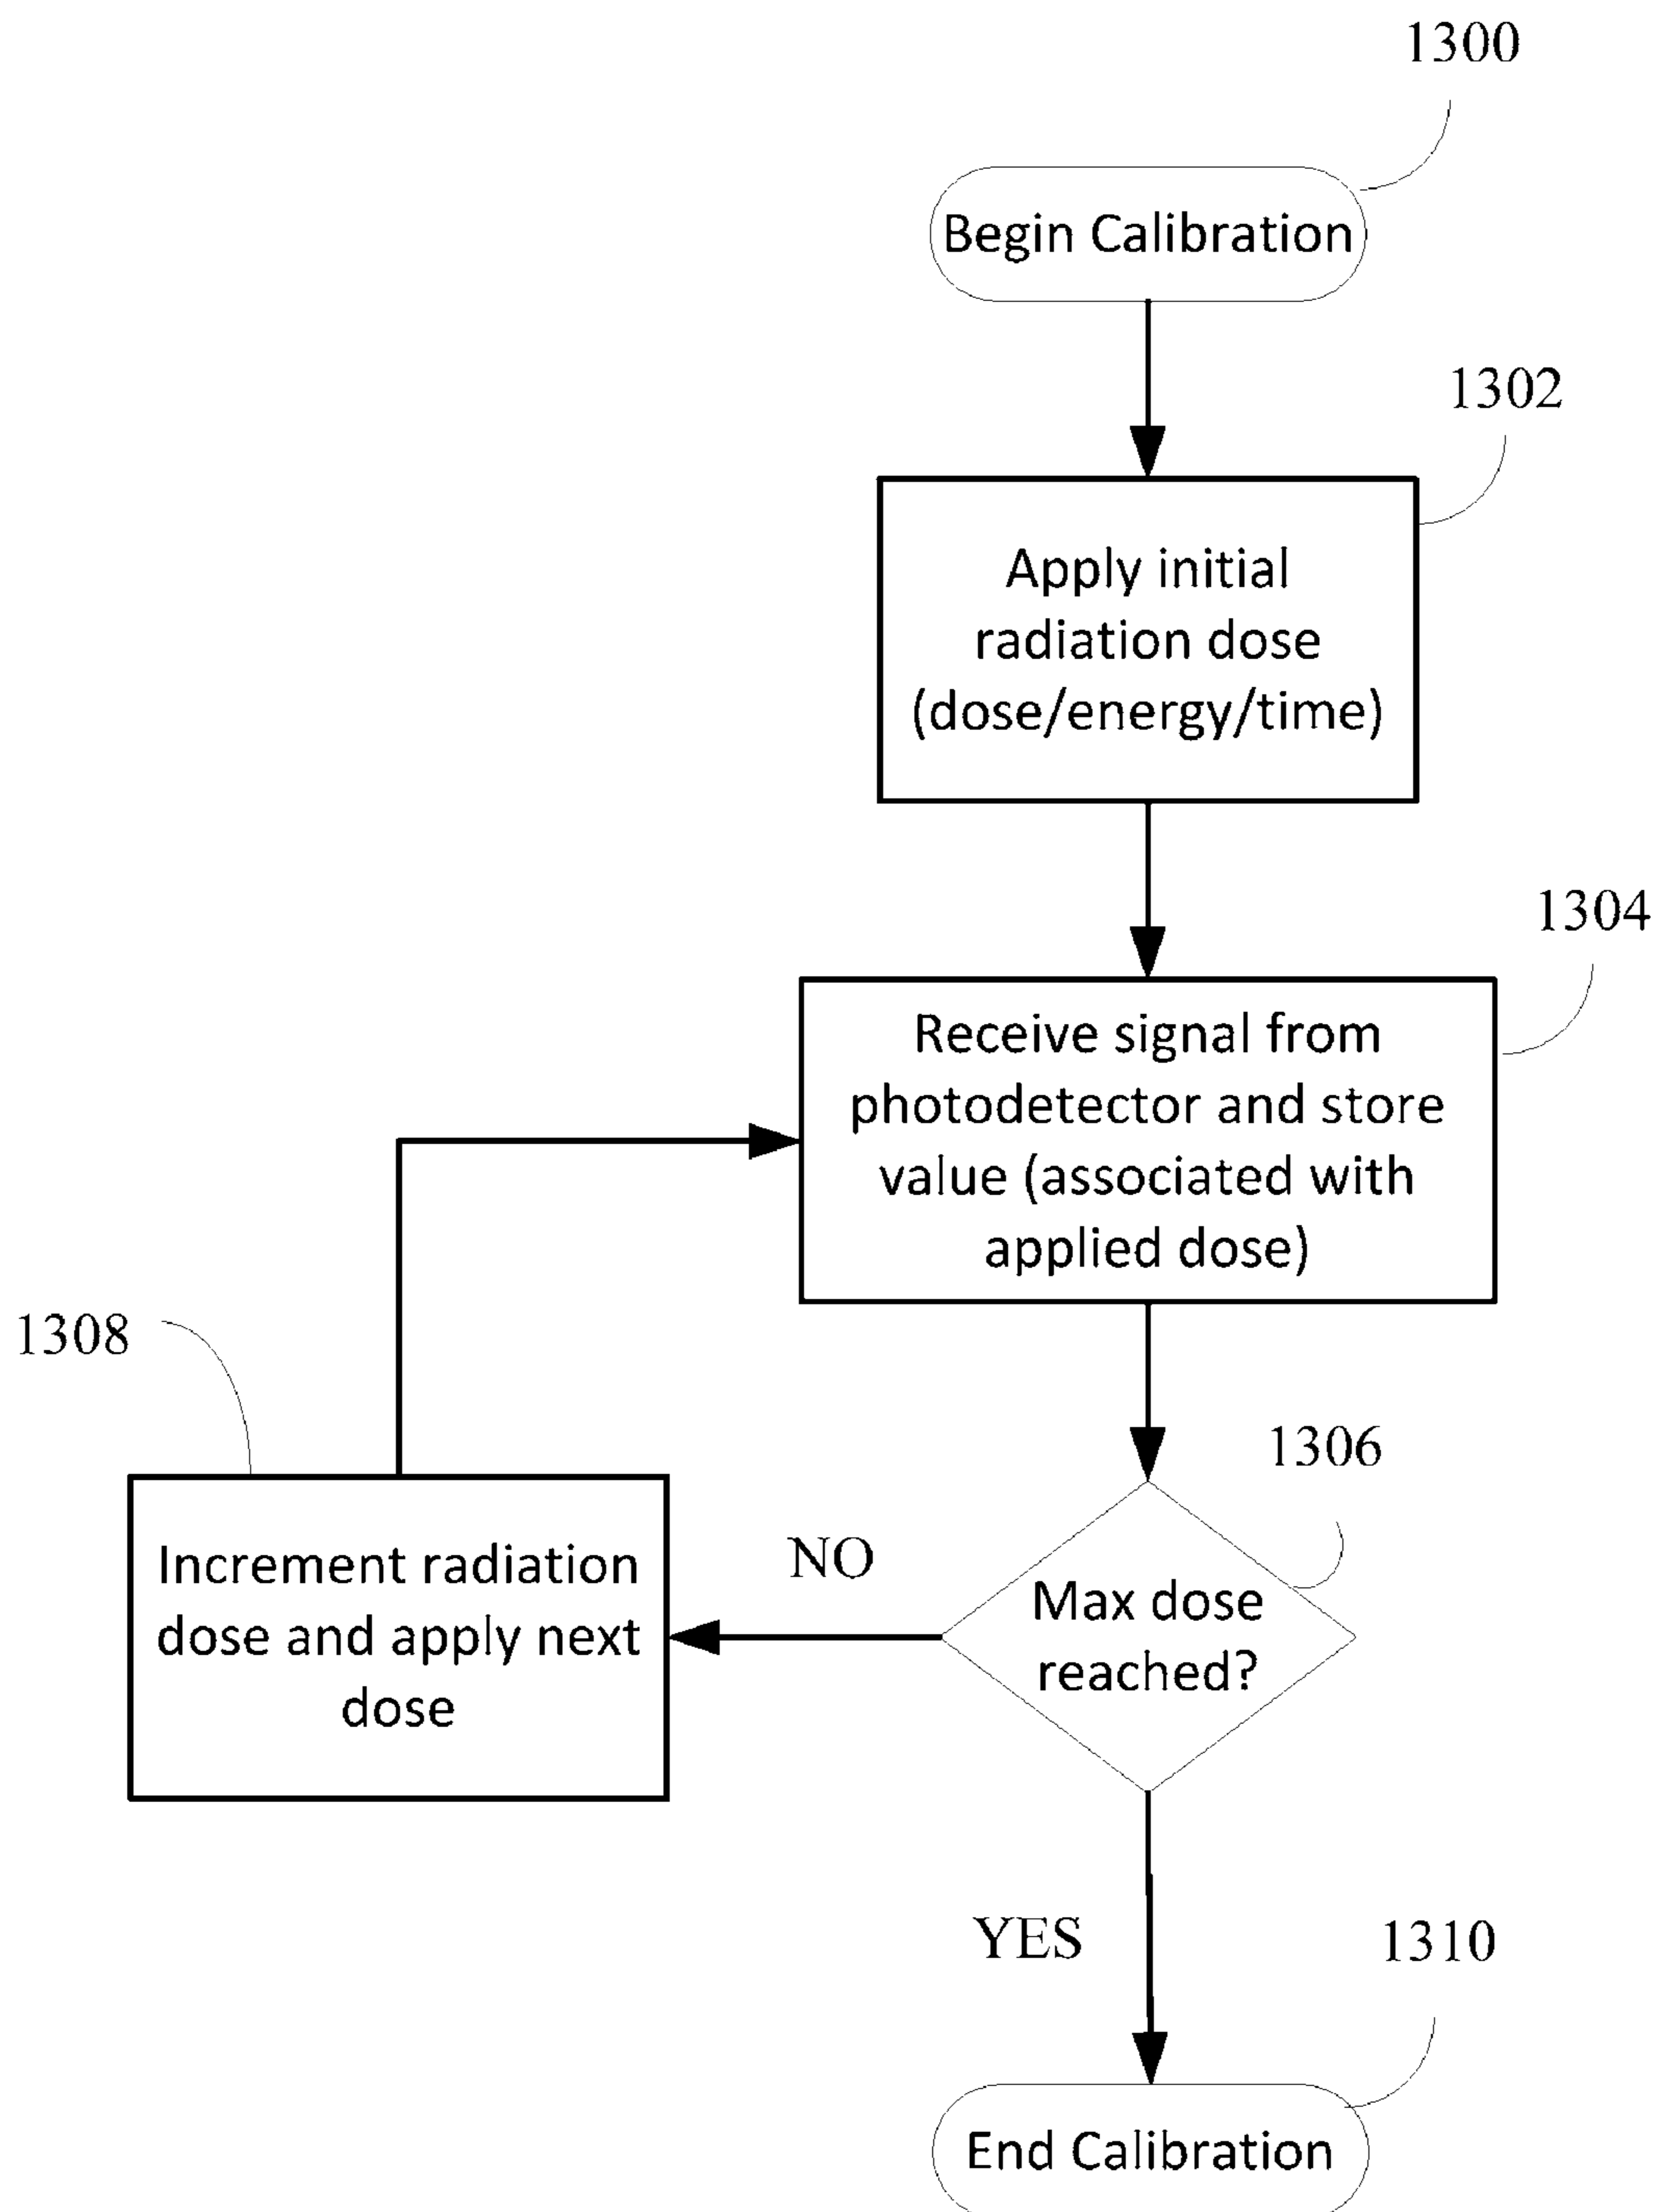 1300
Begin Calibration
1302
Apply initial
radiation dose
(dose/energy/time)
1304
Receive signal from
photodetector and store
value (associated with
applied dose)
1308
1306
NO
Increment radiation
dose and apply next
dose
Max dose
reached?
YES
1310
End Calibration